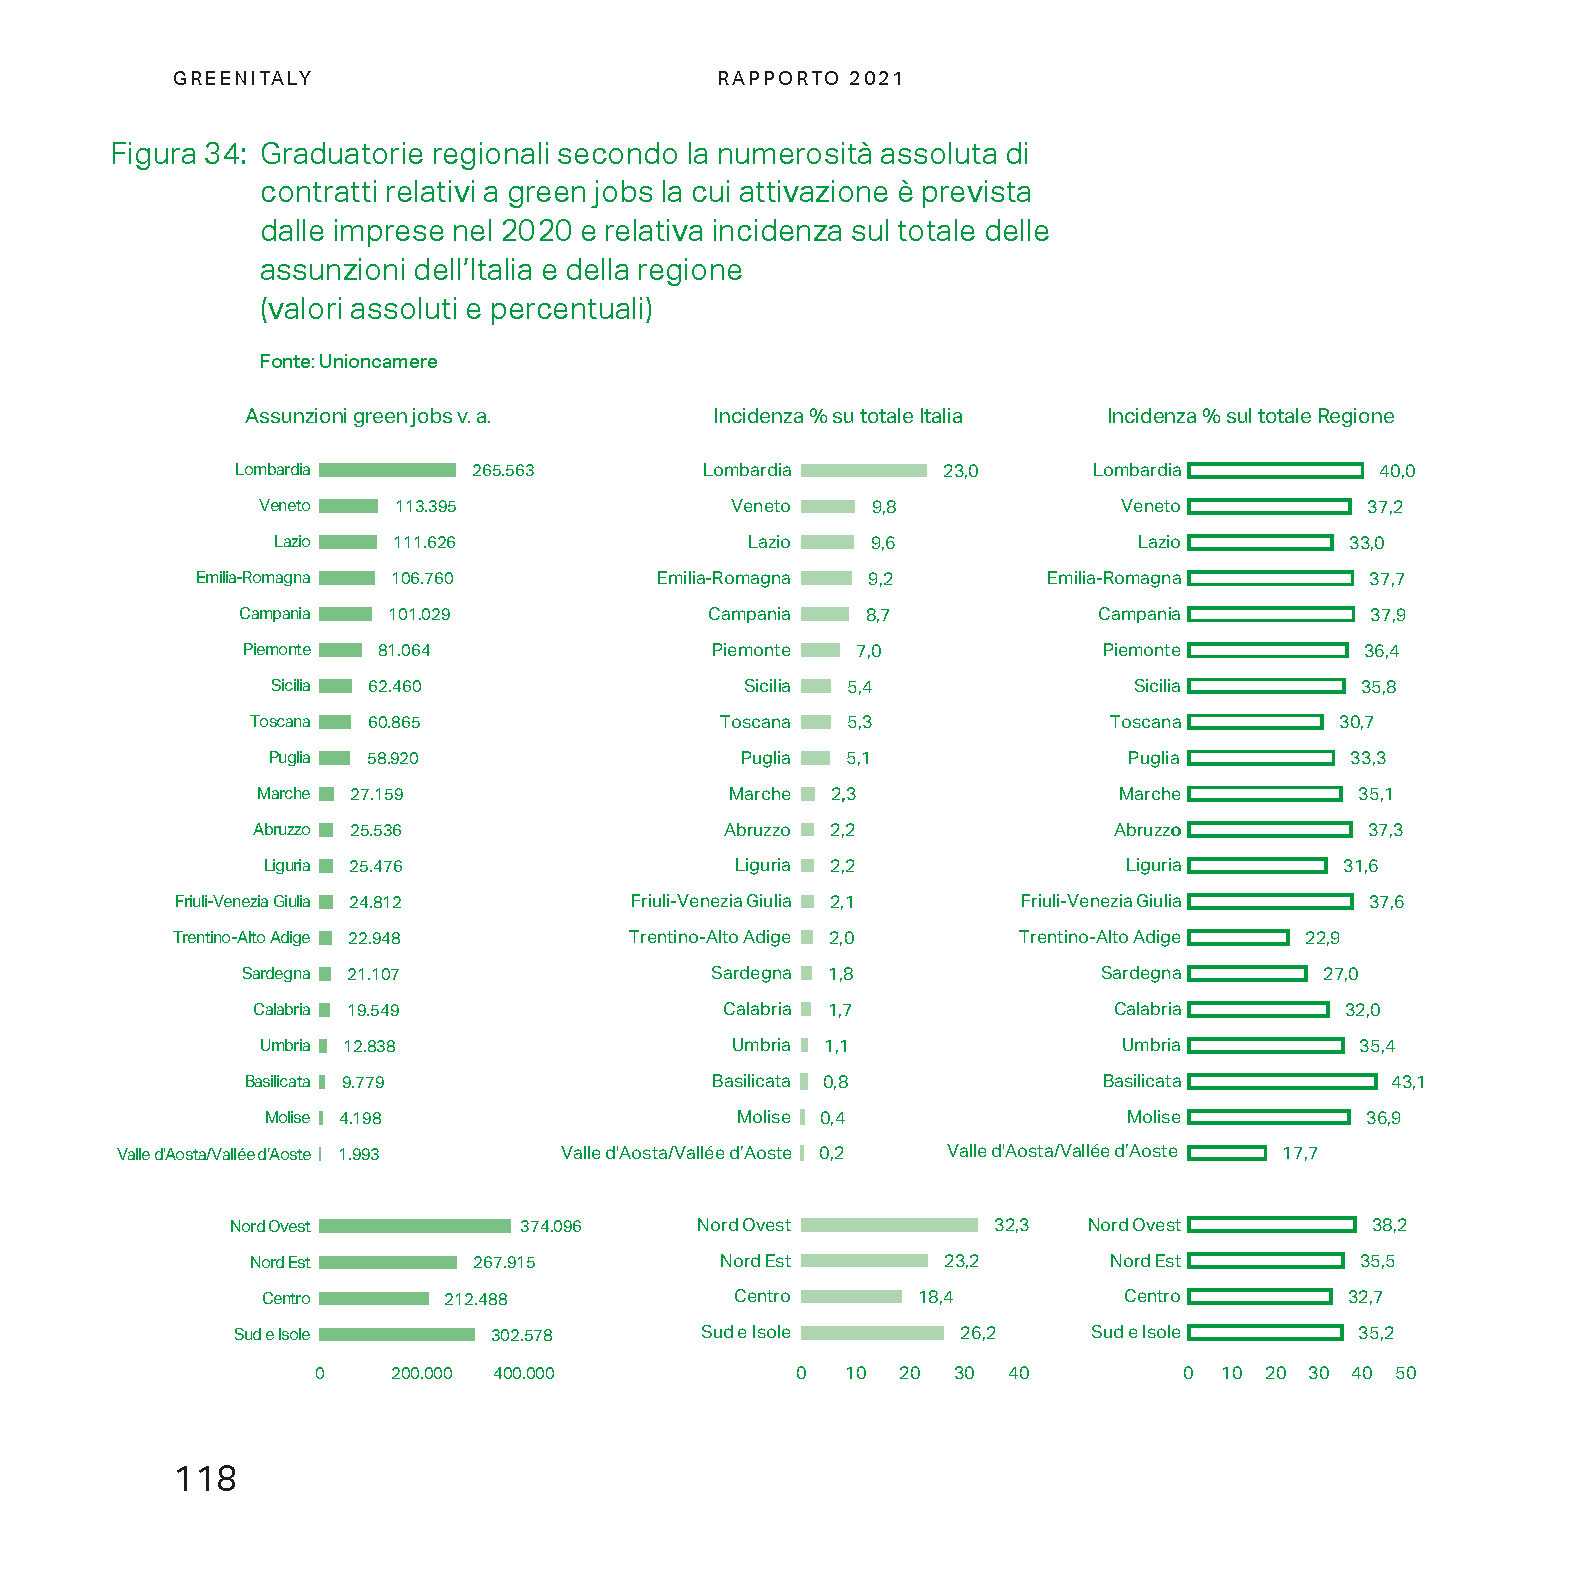 GREENITALY RAPPORTO 2021
Figura 34: Graduatorie regionali secondo la numerosità assoluta di
contratti relativi a green jobs la cui attivazione è prevista
dalle imprese nel 2020 e relativa incidenza sul totale delle
assunzioni dell’Italia e della regione
(valori assoluti e percentuali)
Fonte: Unioncamere
Assunzioni green jobs v. a. Incidenza % su totale Italia Incidenza % sul totale Regione
Lombardia 265.563 Lombardia 23,0 Lombardia 40,0
Veneto 113.395 Veneto 9,8 Veneto 37,2
Lazio 111.626 Lazio 9,6 Lazio 33,0
Emilia-Romagna 106.760 Emilia-Romagna 9,2 Emilia-Romagna 37,7
Campania 101.029 Campania 8,7 Campania 37,9
Piemonte 81.064 Piemonte 7,0 Piemonte 36,4
Sicilia 62.460 Sicilia 5,4 Sicilia 35,8
Toscana 60.865 Toscana 5,3 Toscana 30,7
Puglia 58.920 Puglia 5,1 Puglia 33,3
Marche 27.159 Marche 2,3 Marche 35,1
Abruzzo 25.536 Abruzzo 2,2 Abruzzo 37,3
Liguria 25.476 Liguria 2,2 Liguria 31,6
Friuli-Venezia Giulia 24.812 Friuli-Venezia Giulia 2,1 Friuli-Venezia Giulia 37,6
Trentino-Alto Adige 22.948 Trentino-Alto Adige 2,0 Trentino-Alto Adige 22,9
Sardegna 21.107 Sardegna 1,8 Sardegna 27,0
Calabria 19.549 Calabria 1,7 Calabria 32,0
Umbria 12.838 Umbria 1,1 Umbria 35,4
Basilicata 9.779 Basilicata 0,8 Basilicata 43,1
Molise 4.198 Molise 0,4 Molise 36,9
Valle d'Aosta/Vallée d’Aoste 1.993 Valle d'Aosta/Vallée d’Aoste 0,2 Valle d'Aosta/Vallée d’Aoste 17,7
Nord Ovest 374.096 Nord Ovest 32,3 Nord Ovest 38,2
Nord Est 267.915 Nord Est 23,2 Nord Est 35,5
Centro 212.488 Centro 18,4 Centro 32,7
Sud e Isole 302.578 Sud e Isole 26,2 Sud e Isole 35,2
0 200.000 400.000 0 10 20 30 40 0 10 20 30 40 50
118